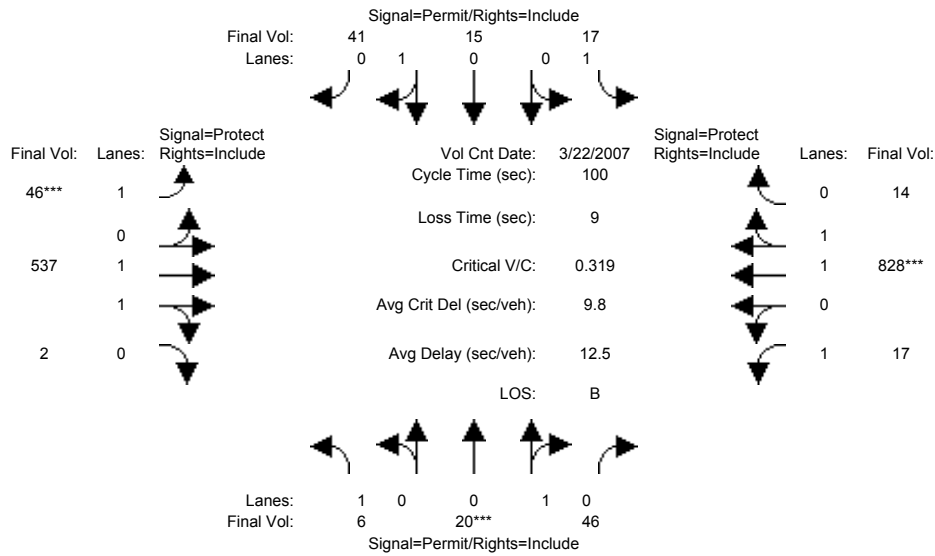 Signal=Permit/Rights=Include
Final Vol: 41 15 17
Lanes: 0 1 0 0 1
Signal=Protect Signal=Protect
Final Vol: Lanes: Rights=Include Vol Cnt Date: 3/22/2007 Rights=Include Lanes: Final Vol:
Cycle Time (sec): 100
46*** 1 0 14
Loss Time (sec): 9
0 1
537 1 Critical V/C: 0.319 1 828***
1 Avg Crit Del (sec/veh): 9.8 0
2 0 Avg Delay (sec/veh): 12.5 1 17
LOS: B
Lanes: 1 0 0 1 0
Final Vol: 6 20*** 46
Signal=Permit/Rights=Include